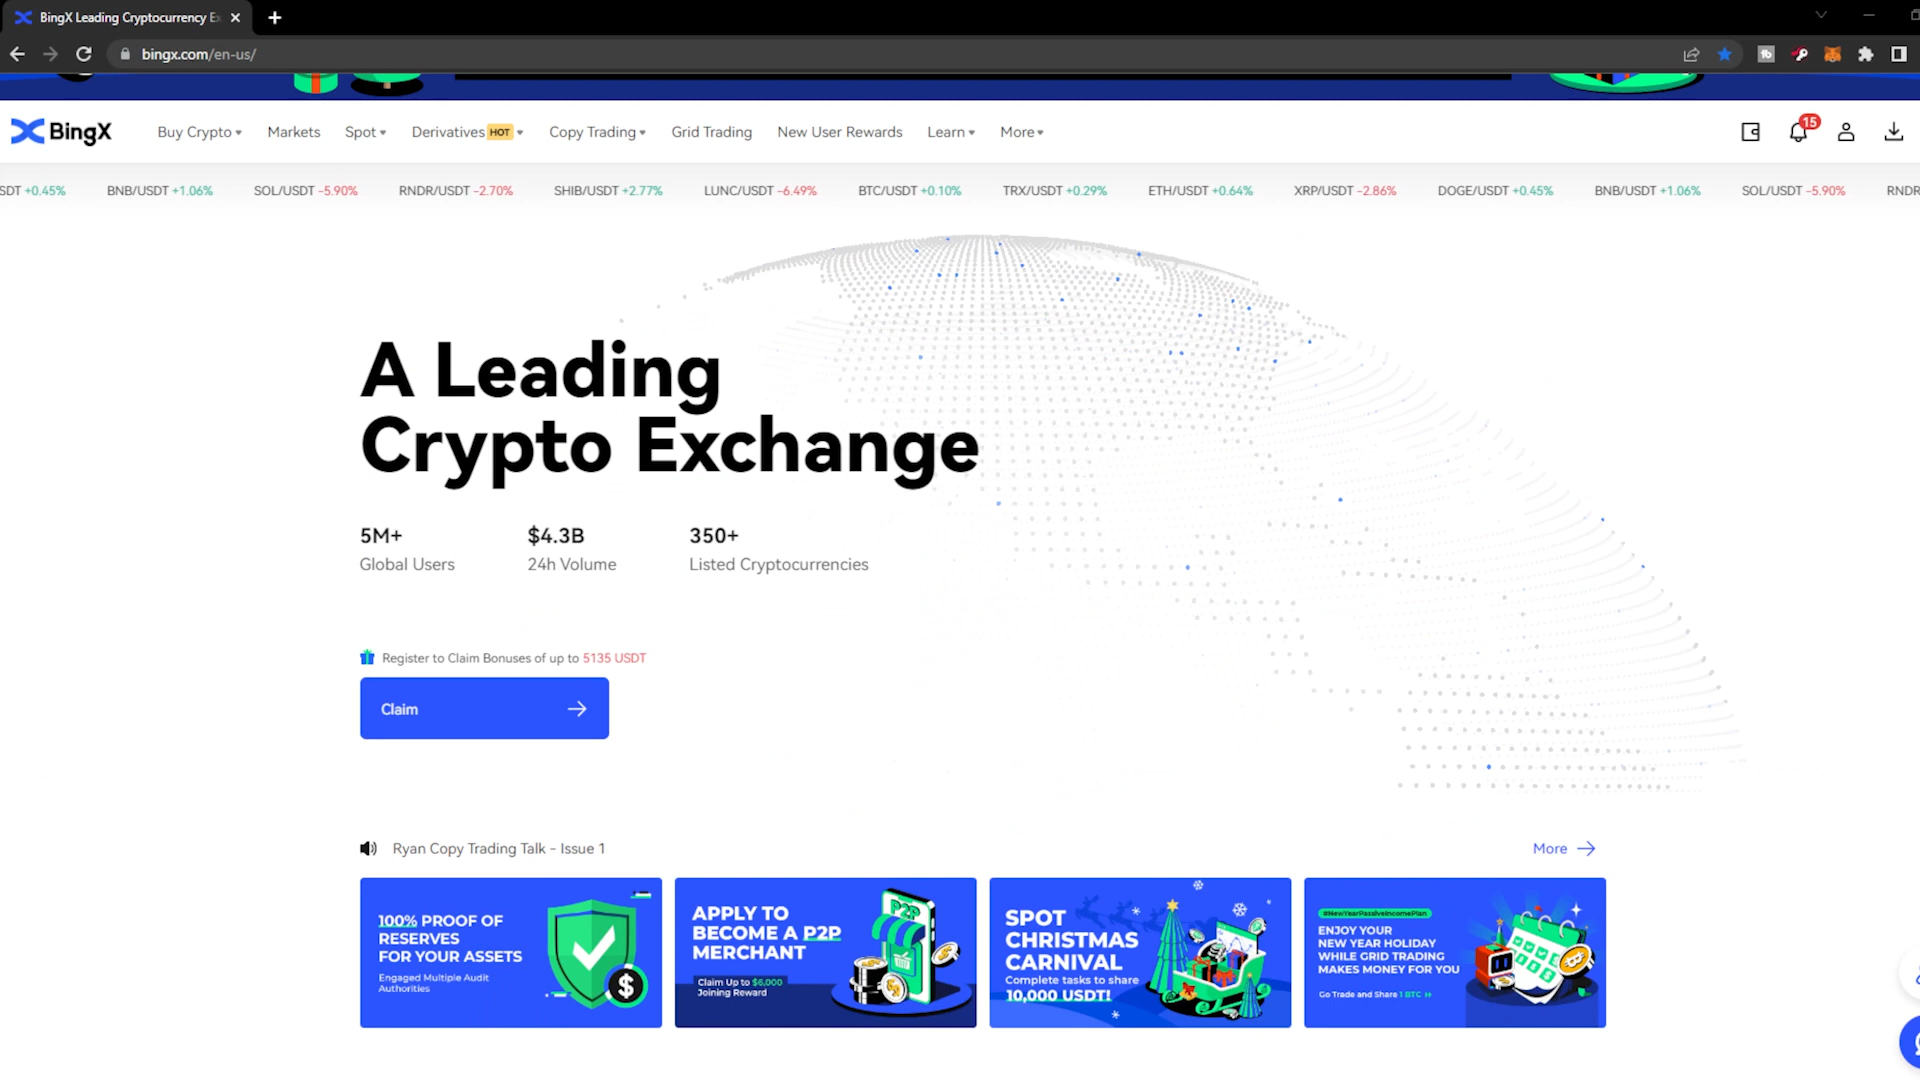 BingX Leading Cryptocurrency Ex
bingx.com/en-us/
BingX
Buy Crypto
Markets
Spot
Derivatives HOT
Copy Trading
Grid Trading
New User Rewards
Learn
More
15
SDT +0.45%
BNB/USDT +1.06%
SOL/USDT -5.90%
RNDR/USDT -2.70%
SHIB/USDT +2.77%
LUNC/USDT -6.49%
BTC/USDT +0.10%
TRX/USDT +0.29%
ETH/USDT +0.64%
XRP/USDT -2.86%
DOGE/USDT +0.45%
BNB/USDT +1.06%
SOL/USDT -5.90%
RNDR
A Leading
Crypto Exchange
5M+
Global Users
$4.3B
24h Volume
350+
Listed Cryptocurrencies
Register to Claim Bonuses of up to 5135 USDT
Claim
Ryan Copy Trading Talk - Issue 1
More
100% PROOF OF
RESERVES
FOR YOUR ASSETS
Engaged Multiple Audit
Authorities
APPLY TO
BECOME A P2P
MERCHANT
Claim Up to $6,000
Joining Reward
P2P
SPOT
CHRISTMAS
CARNIVAL
Complete tasks to share
10,000 USDT!
#NewYearPassiveIncomePlan
ENJOY YOUR
NEW YEAR HOLIDAY
WHILE GRID TRADING
MAKES MONEY FOR YOU
Go Trade and Share 1 BTC